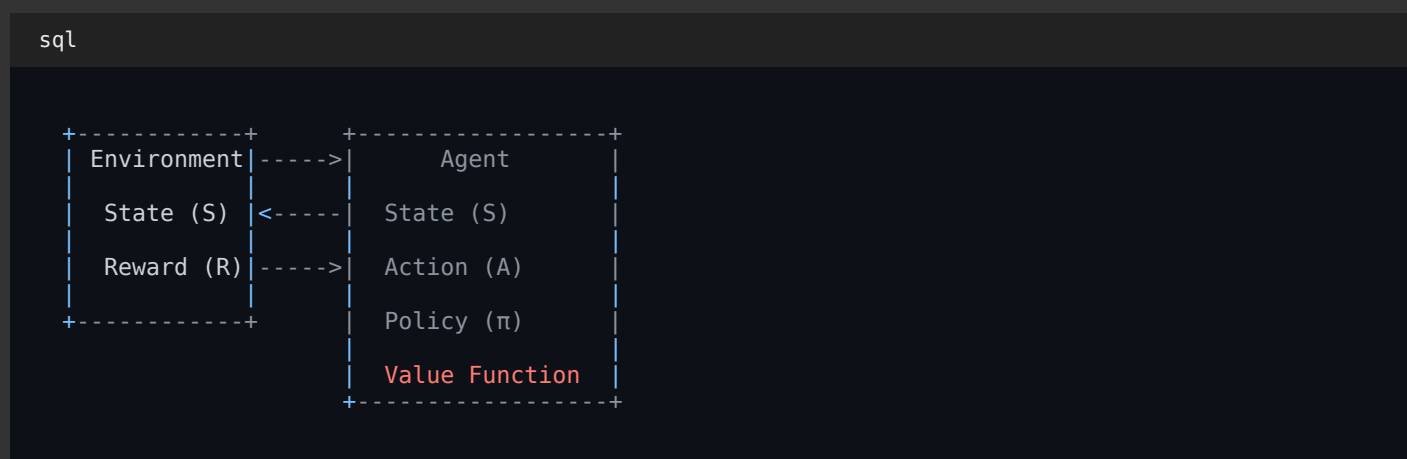 sql
+------------+      +------------------+
| Environment|----->|      Agent       |
|            |      |                  |
|  State (S) |<-----|  State (S)       |
|            |      |                  |
|  Reward (R)|----->|  Action (A)      |
|            |      |                  |
+------------+      |  Policy (π)      |
                    |                  |
                    |  Value Function  |
                    +------------------+